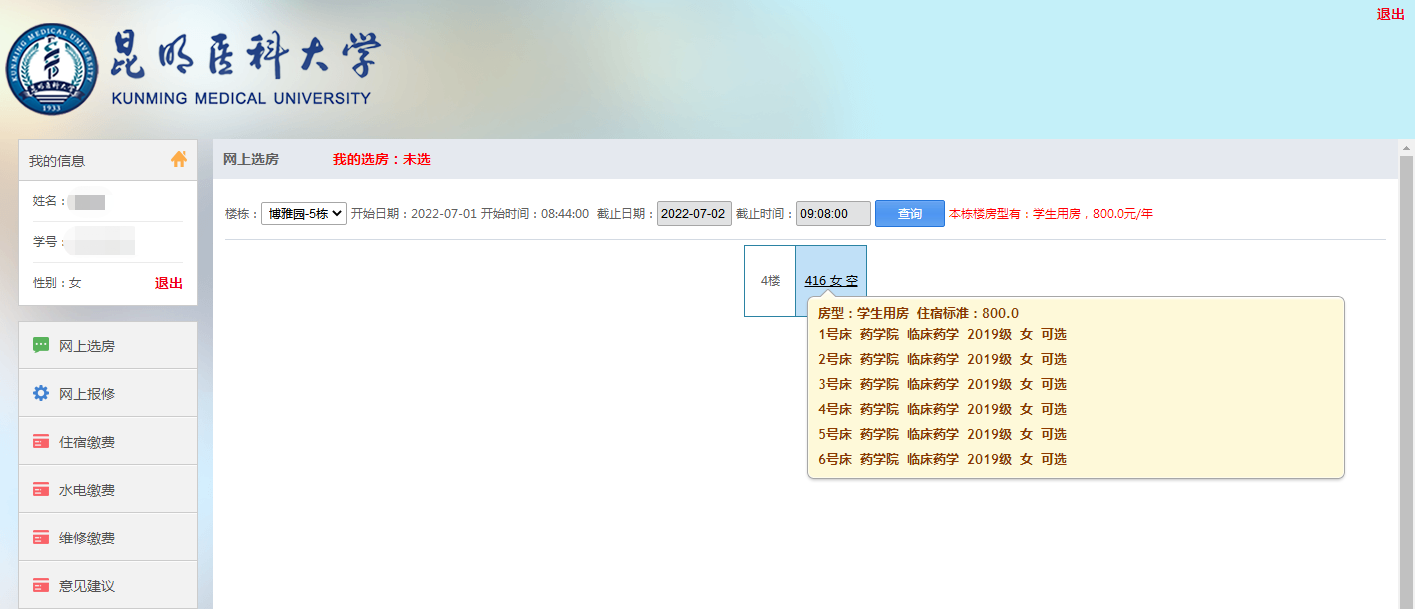 退出
KUNMING MEDICAL UNIVERSITY
1933
昆明医科大学
KUNMING MEDICAL UNIVERSITY
我的信息
姓名：
学号：
性别：女 退出
网上选房
网上报修
住宿缴费
水电缴费
维修缴费
意见建议
网上选房 我的选房：未选
楼栋： 博雅园-5栋 开始日期：2022-07-01 开始时间：08:44:00 截止日期： 2022-07-02 截止时间： 09:08:00 查询 本栋楼房型有：学生用房，800.0元/年
4楼 416 女 空
房型：学生用房 住宿标准：800.0
1号床 药学院 临床药学 2019级 女 可选
2号床 药学院 临床药学 2019级 女 可选
3号床 药学院 临床药学 2019级 女 可选
4号床 药学院 临床药学 2019级 女 可选
5号床 药学院 临床药学 2019级 女 可选
6号床 药学院 临床药学 2019级 女 可选